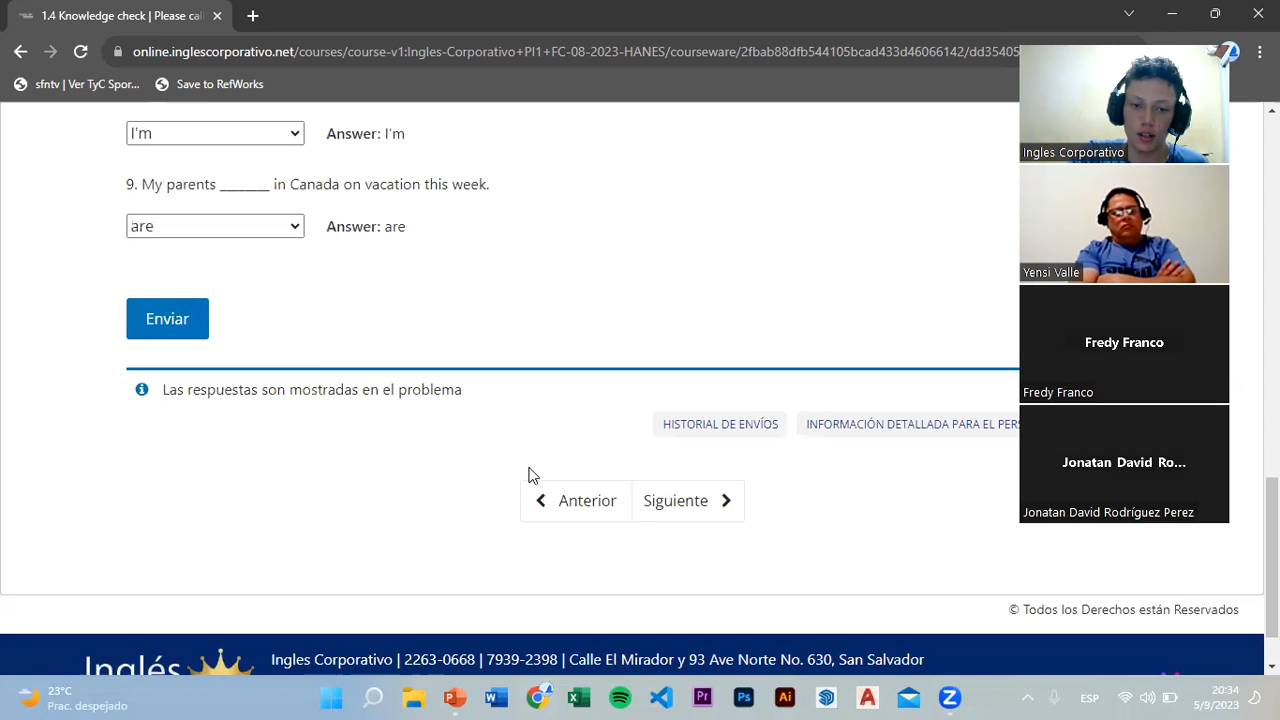 1.4 Knowledge check | Please cal
online.inglescorporativo.net/courses/course-v1:Ingles-Corporativo+PI1+FC-08-2023-HANES/courseware/2fbab88dfb544105bcad433d46066142/dd35405
sfntv | Ver TyC Spor...
Save to RefWorks
I'm
Answer: I'm
9. My parents ________ in Canada on vacation this week.
are
Answer: are
Enviar
Las respuestas son mostradas en el problema
HISTORIAL DE ENVÍOS
INFORMACIÓN DETALLADA PARA EL PERS
Anterior
Siguiente
© Todos los Derechos están Reservados
Inglés
Ingles Corporativo | 2263-0668 | 7939-2398 | Calle El Mirador y 93 Ave Norte No. 630, San Salvador
Ingles Corporativo
Yensi Valle
Fredy Franco
Fredy Franco
Jonatan David Ro...
Jonatan David Rodríguez Perez
23°C
Prac. despejado
ESP
20:34
5/9/2023